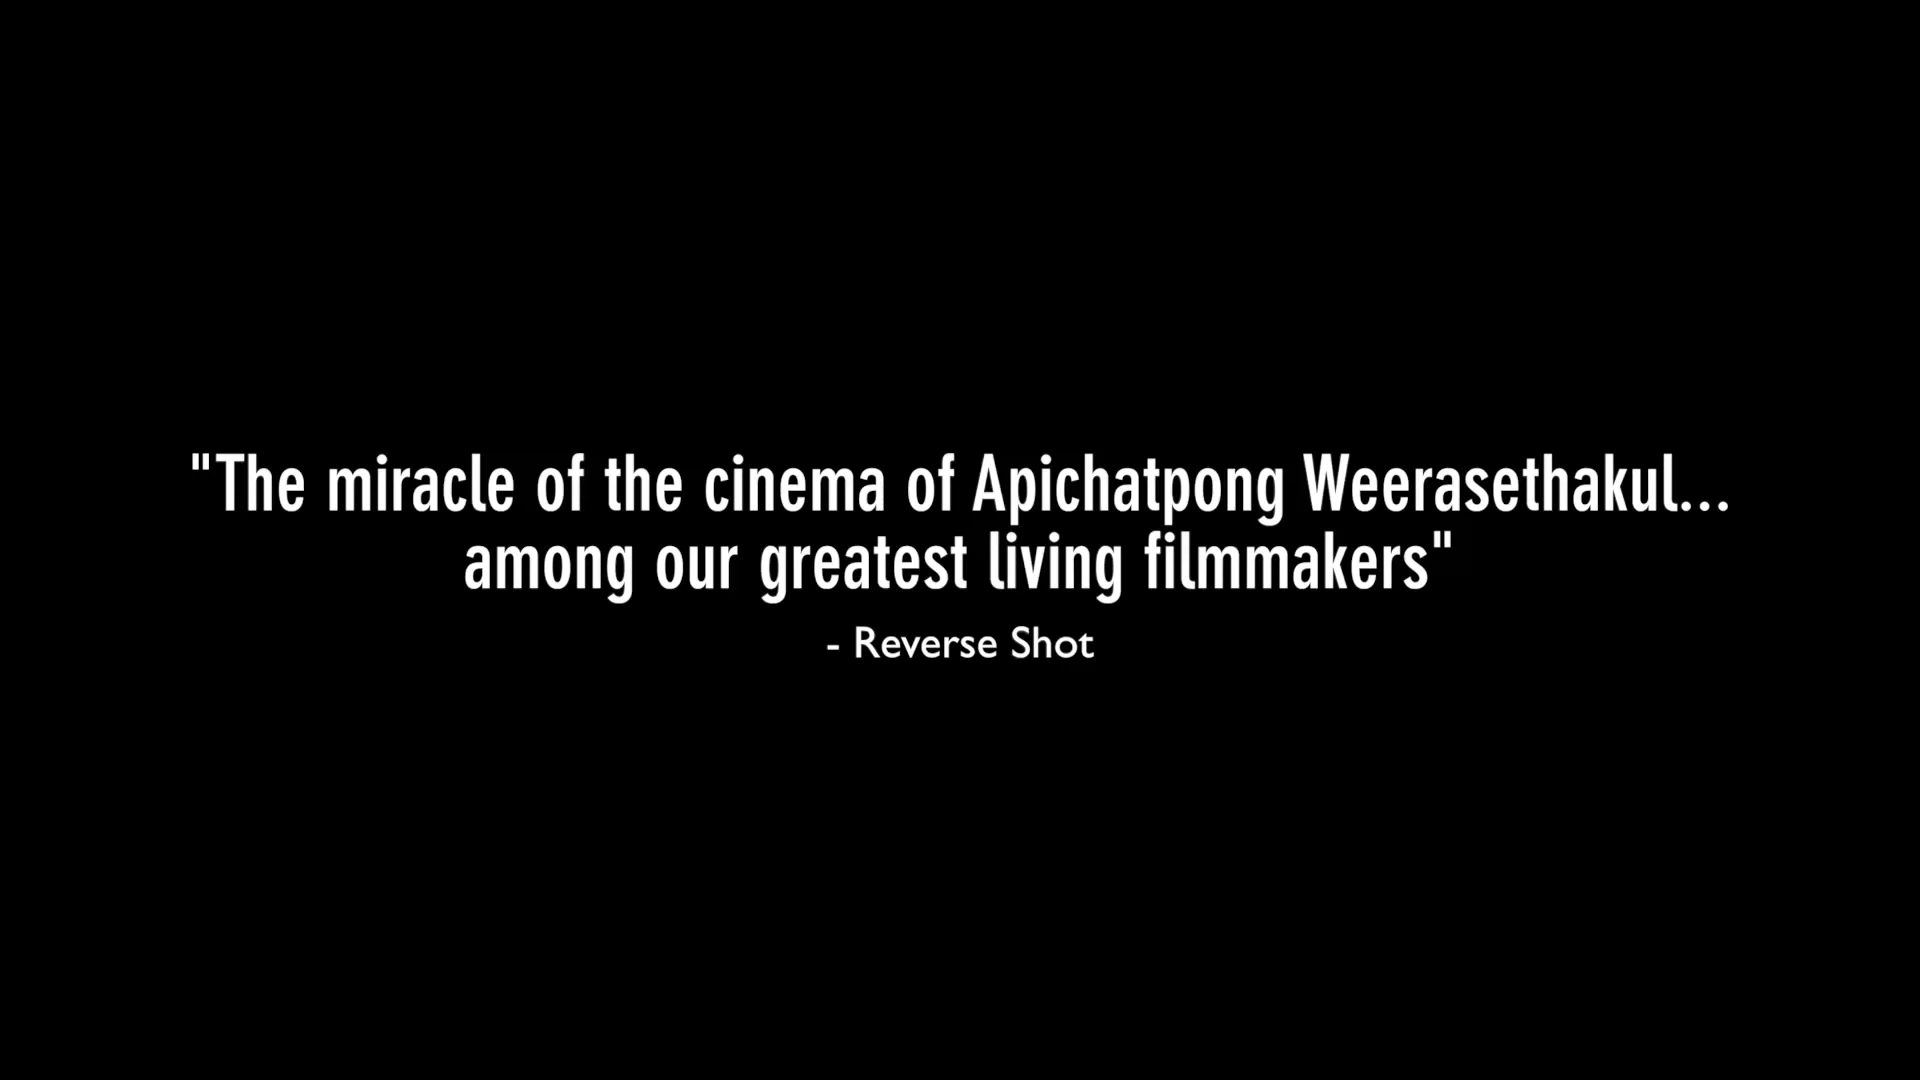 "The miracle of the cinema of Apichatpong Weerasethakul...
among our greatest living filmmakers"
- Reverse Shot